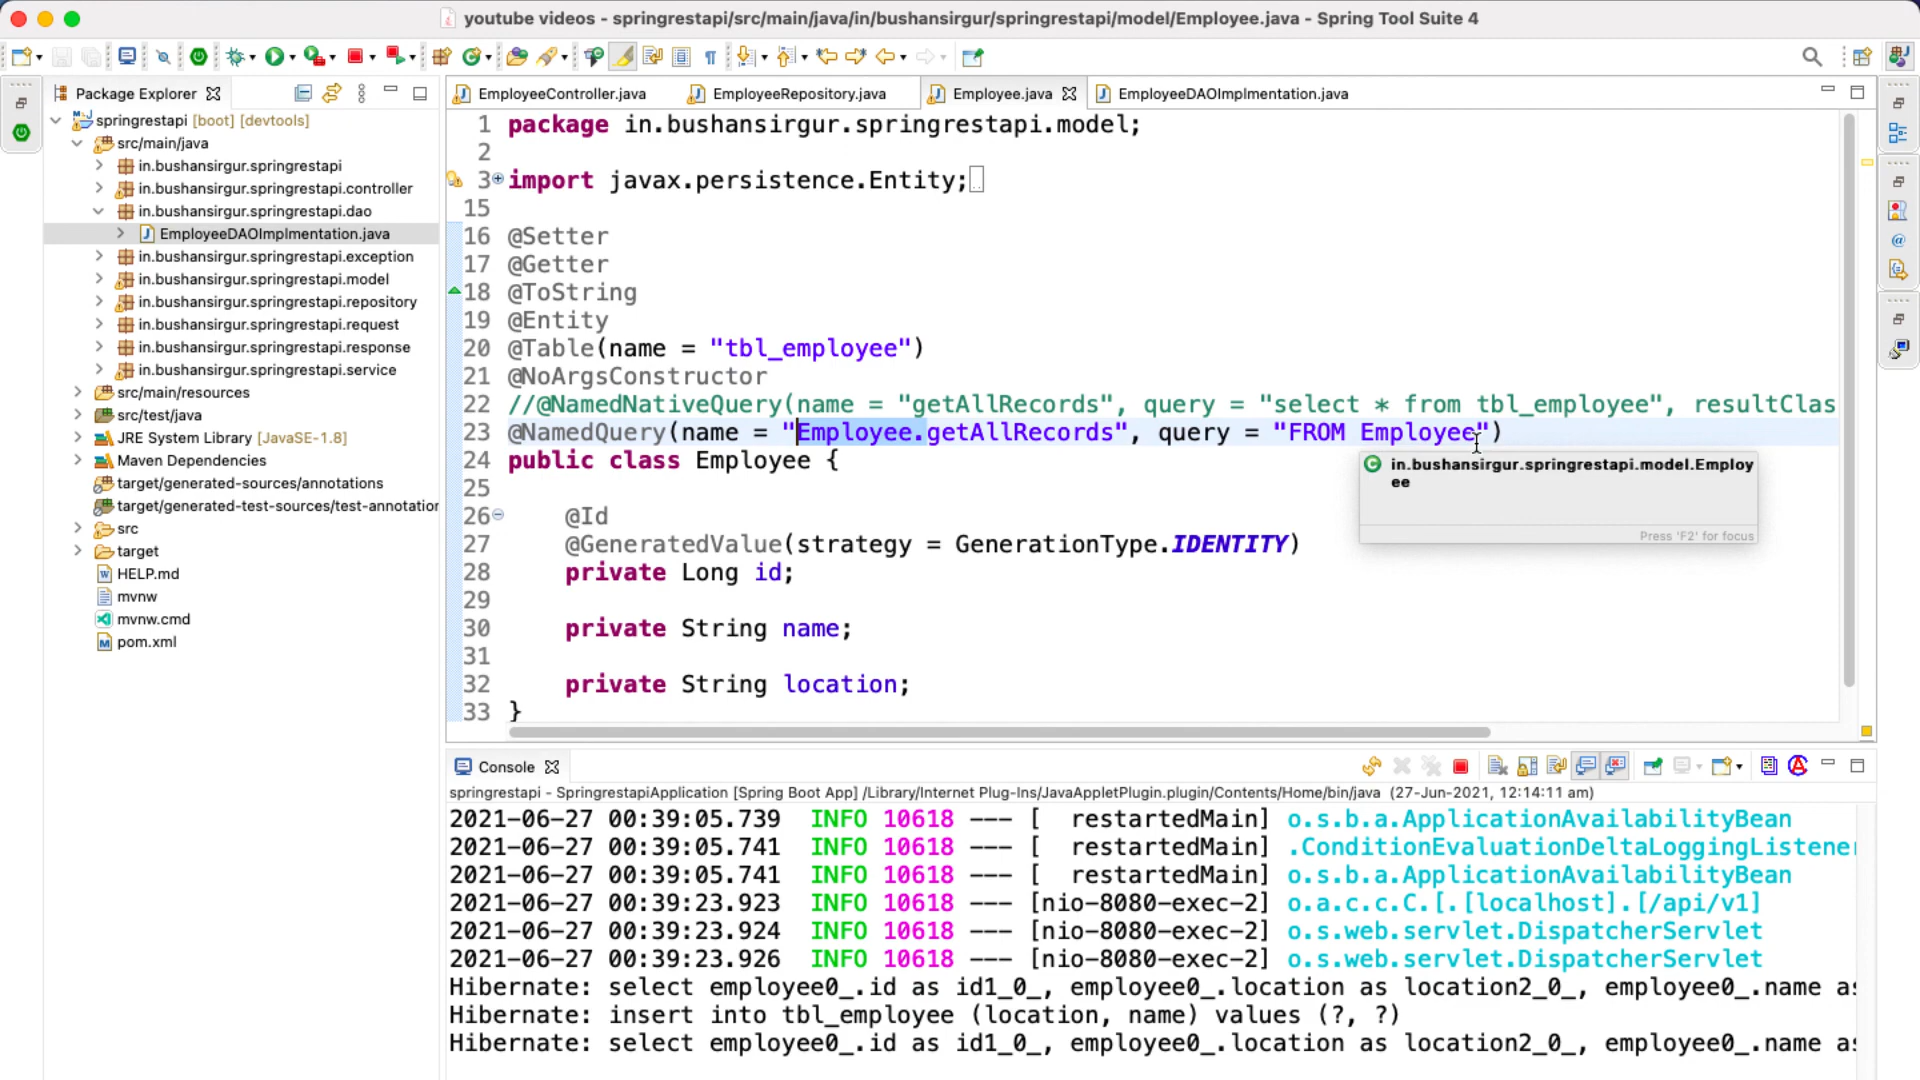 youtube videos - springrestapi/src/main/java/in/bushansirgur/springrestapi/model/Employee.java - Spring Tool Suite 4
Package Explorer
springrestapi [boot] [devtools]
src/main/java
in.bushansirgur.springrestapi
in.bushansirgur.springrestapi.controller
in.bushansirgur.springrestapi.dao
EmployeeDAOImplmentation.java
in.bushansirgur.springrestapi.exception
in.bushansirgur.springrestapi.model
in.bushansirgur.springrestapi.repository
in.bushansirgur.springrestapi.request
in.bushansirgur.springrestapi.response
in.bushansirgur.springrestapi.service
src/main/resources
src/test/java
JRE System Library [JavaSE-1.8]
Maven Dependencies
target/generated-sources/annotations
target/generated-test-sources/test-annotatior
src
target
HELP.md
mvnw
mvnw.cmd
pom.xml
EmployeeController.java EmployeeRepository.java Employee.java EmployeeDAOImplmentation.java
1 package in.bushansirgur.springrestapi.model;
2
3 import javax.persistence.Entity;
15
16 @Setter
17 @Getter
18 @ToString
19 @Entity
20 @Table(name = "tbl_employee")
21 @NoArgsConstructor
22 //@NamedNativeQuery(name = "getAllRecords", query = "select * from tbl_employee", resultClas
23 @NamedQuery(name = "Employee.getAllRecords", query = "FROM Employee")
24 public class Employee {
25
26 @Id
27 @GeneratedValue(strategy = GenerationType.IDENTITY)
28 private Long id;
29
30 private String name;
31
32 private String location;
33 }
in.bushansirgur.springrestapi.model.Employ
ee
Press 'F2' for focus
Console
springrestapi - SpringrestapiApplication [Spring Boot App] /Library/Internet Plug-Ins/JavaAppletPlugin.plugin/Contents/Home/bin/java (27-Jun-2021, 12:14:11 am)
2021-06-27 00:39:05.739 INFO 10618 --- [ restartedMain] o.s.b.a.ApplicationAvailabilityBean
2021-06-27 00:39:05.741 INFO 10618 --- [ restartedMain] .ConditionEvaluationDeltaLoggingListener
2021-06-27 00:39:05.741 INFO 10618 --- [ restartedMain] o.s.b.a.ApplicationAvailabilityBean
2021-06-27 00:39:23.923 INFO 10618 --- [nio-8080-exec-2] o.a.c.c.C.[.[localhost].[/api/v1]
2021-06-27 00:39:23.924 INFO 10618 --- [nio-8080-exec-2] o.s.web.servlet.DispatcherServlet
2021-06-27 00:39:23.926 INFO 10618 --- [nio-8080-exec-2] o.s.web.servlet.DispatcherServlet
Hibernate: select employee0_.id as id1_0_, employee0_.location as location2_0_, employee0_.name as
Hibernate: insert into tbl_employee (location, name) values (?, ?)
Hibernate: select employee0_.id as id1_0_, employee0_.location as location2_0_, employee0_.name as